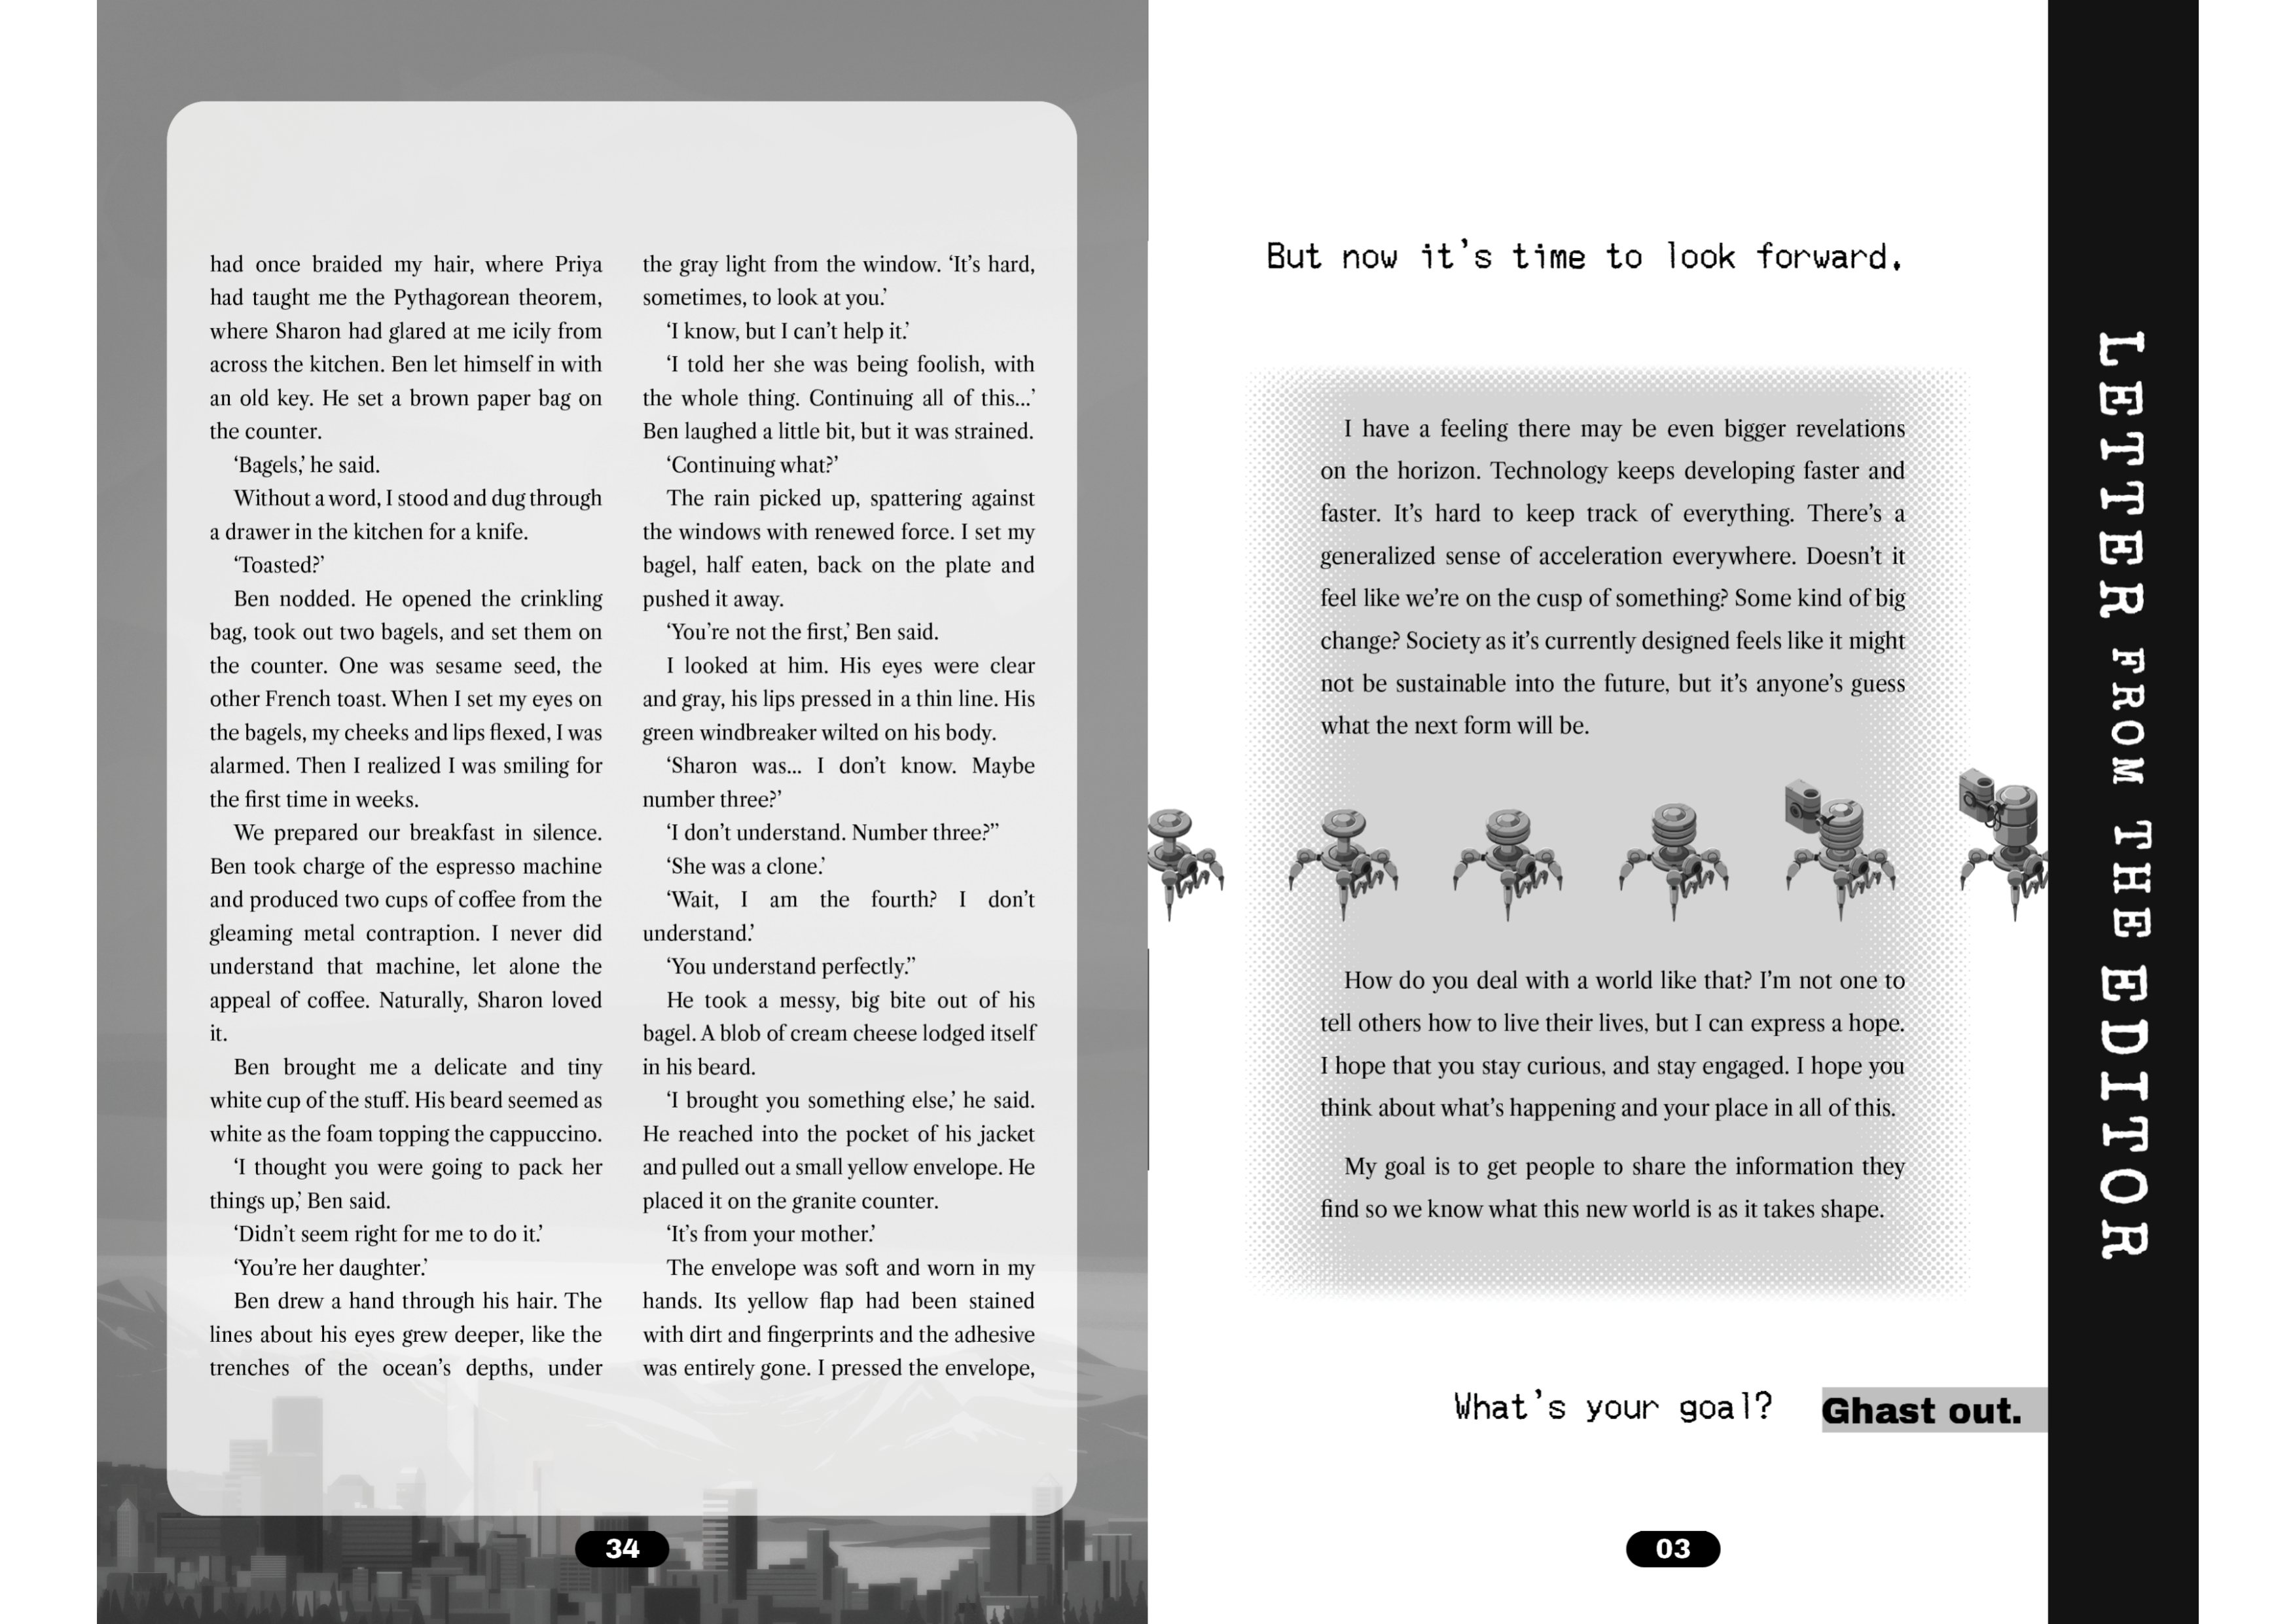 had once braided my hair, where Priya
had taught me the Pythagorean theorem,
where Sharon had glared at me icily from
across the kitchen. Ben let himself in with
an old key. He set a brown paper bag on
the counter.
‘Bagels,’ he said.
Without a word, I stood and dug through
a drawer in the kitchen for a knife.
‘Toasted?’
Ben nodded. He opened the crinkling
bag, took out two bagels, and set them on
the counter. One was sesame seed, the
other French toast. When I set my eyes on
the bagels, my cheeks and lips flexed, I was
alarmed. Then I realized I was smiling for
the first time in weeks.
We prepared our breakfast in silence.
Ben took charge of the espresso machine
and produced two cups of coffee from the
gleaming metal contraption. I never did
understand that machine, let alone the
appeal of coffee. Naturally, Sharon loved
it.
Ben brought me a delicate and tiny
white cup of the stuff. His beard seemed as
white as the foam topping the cappuccino.
‘I thought you were going to pack her
things up,’ Ben said.
‘Didn’t seem right for me to do it.’
‘You’re her daughter.’
Ben drew a hand through his hair. The
lines about his eyes grew deeper, like the
trenches of the ocean’s depths, under
the gray light from the window. ‘It’s hard,
sometimes, to look at you.’
‘I know, but I can’t help it.’
‘I told her she was being foolish, with
the whole thing. Continuing all of this...’
Ben laughed a little bit, but it was strained.
‘Continuing what?’
The rain picked up, spattering against
the windows with renewed force. I set my
bagel, half eaten, back on the plate and
pushed it away.
‘You’re not the first,’ Ben said.
I looked at him. His eyes were clear
and gray, his lips pressed in a thin line. His
green windbreaker wilted on his body.
‘Sharon was... I don’t know. Maybe
number three?’
‘I don’t understand. Number three?”
‘She was a clone.’
‘Wait, I am the fourth? I don’t
understand.’
‘You understand perfectly.”
He took a messy, big bite out of his
bagel. A blob of cream cheese lodged itself
in his beard.
‘I brought you something else,’ he said.
He reached into the pocket of his jacket
and pulled out a small yellow envelope. He
placed it on the granite counter.
‘It’s from your mother.’
The envelope was soft and worn in my
hands. Its yellow flap had been stained
with dirt and fingerprints and the adhesive
was entirely gone. I pressed the envelope,
34
But now it’s time to look forward.
I have a feeling there may be even bigger revelations
on the horizon. Technology keeps developing faster and
faster. It’s hard to keep track of everything. There’s a
generalized sense of acceleration everywhere. Doesn’t it
feel like we’re on the cusp of something? Some kind of big
change? Society as it’s currently designed feels like it might
not be sustainable into the future, but it’s anyone’s guess
what the next form will be.
How do you deal with a world like that? I’m not one to
tell others how to live their lives, but I can express a hope.
I hope that you stay curious, and stay engaged. I hope you
think about what’s happening and your place in all of this.
My goal is to get people to share the information they
find so we know what this new world is as it takes shape.
What’s your goal?
Ghast out.
03
LETTER FROM THE EDITOR